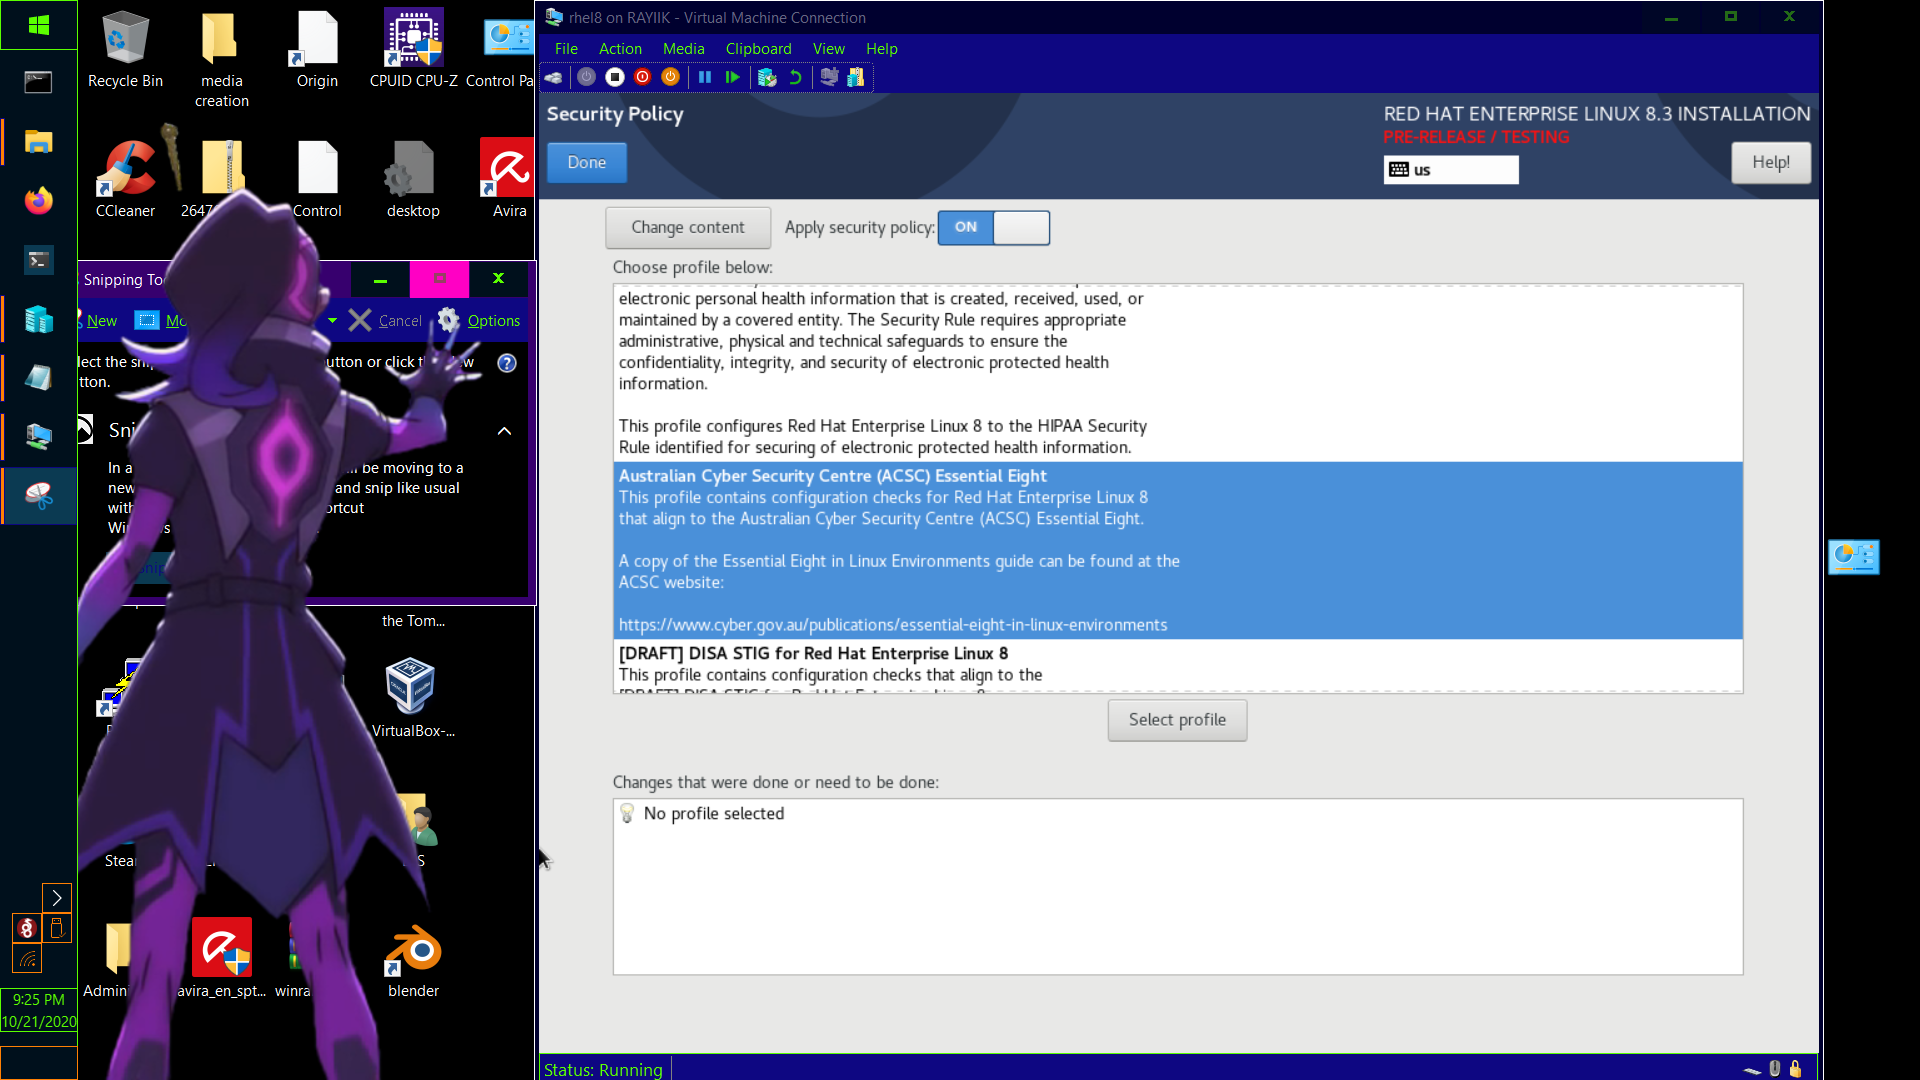 Recycle Bin
media
creation
Origin
CPUID CPU-Z
Control Pa
CCleaner
Control
desktop
Avira
Snipping To
New
Cancel
Options
utton or click
tton.
In a
be moving to a
new
and snip like usual
with
the Tom...
VirtualBox-...
avira_en_spt...
winra
blender
9:25 PM
10/21/2020
rhel8 on RAYIIK - Virtual Machine Connection
File Action Media Clipboard View Help
Security Policy
Done
RED HAT ENTERPRISE LINUX 8.3 INSTALLATION
PRE-RELEASE / TESTING
us
Help!
Change content
Apply security policy:
ON
Choose profile below:
electronic personal health information that is created, received, used, or
maintained by a covered entity. The Security Rule requires appropriate
administrative, physical and technical safeguards to ensure the
confidentiality, integrity, and security of electronic protected health
information.
This profile configures Red Hat Enterprise Linux 8 to the HIPAA Security
Rule identified for securing of electronic protected health information.
Australian Cyber Security Centre (ACSC) Essential Eight
This profile contains configuration checks for Red Hat Enterprise Linux 8
that align to the Australian Cyber Security Centre (ACSC) Essential Eight.
A copy of the Essential Eight in Linux Environments guide can be found at the
ACSC website:
https://www.cyber.gov.au/publications/essential-eight-in-linux-environments
[DRAFT] DISA STIG for Red Hat Enterprise Linux 8
This profile contains configuration checks that align to the
[DRAFT] DISA STIG for Red Hat Enterprise Linux 8
Select profile
Changes that were done or need to be done:
No profile selected
Status: Running